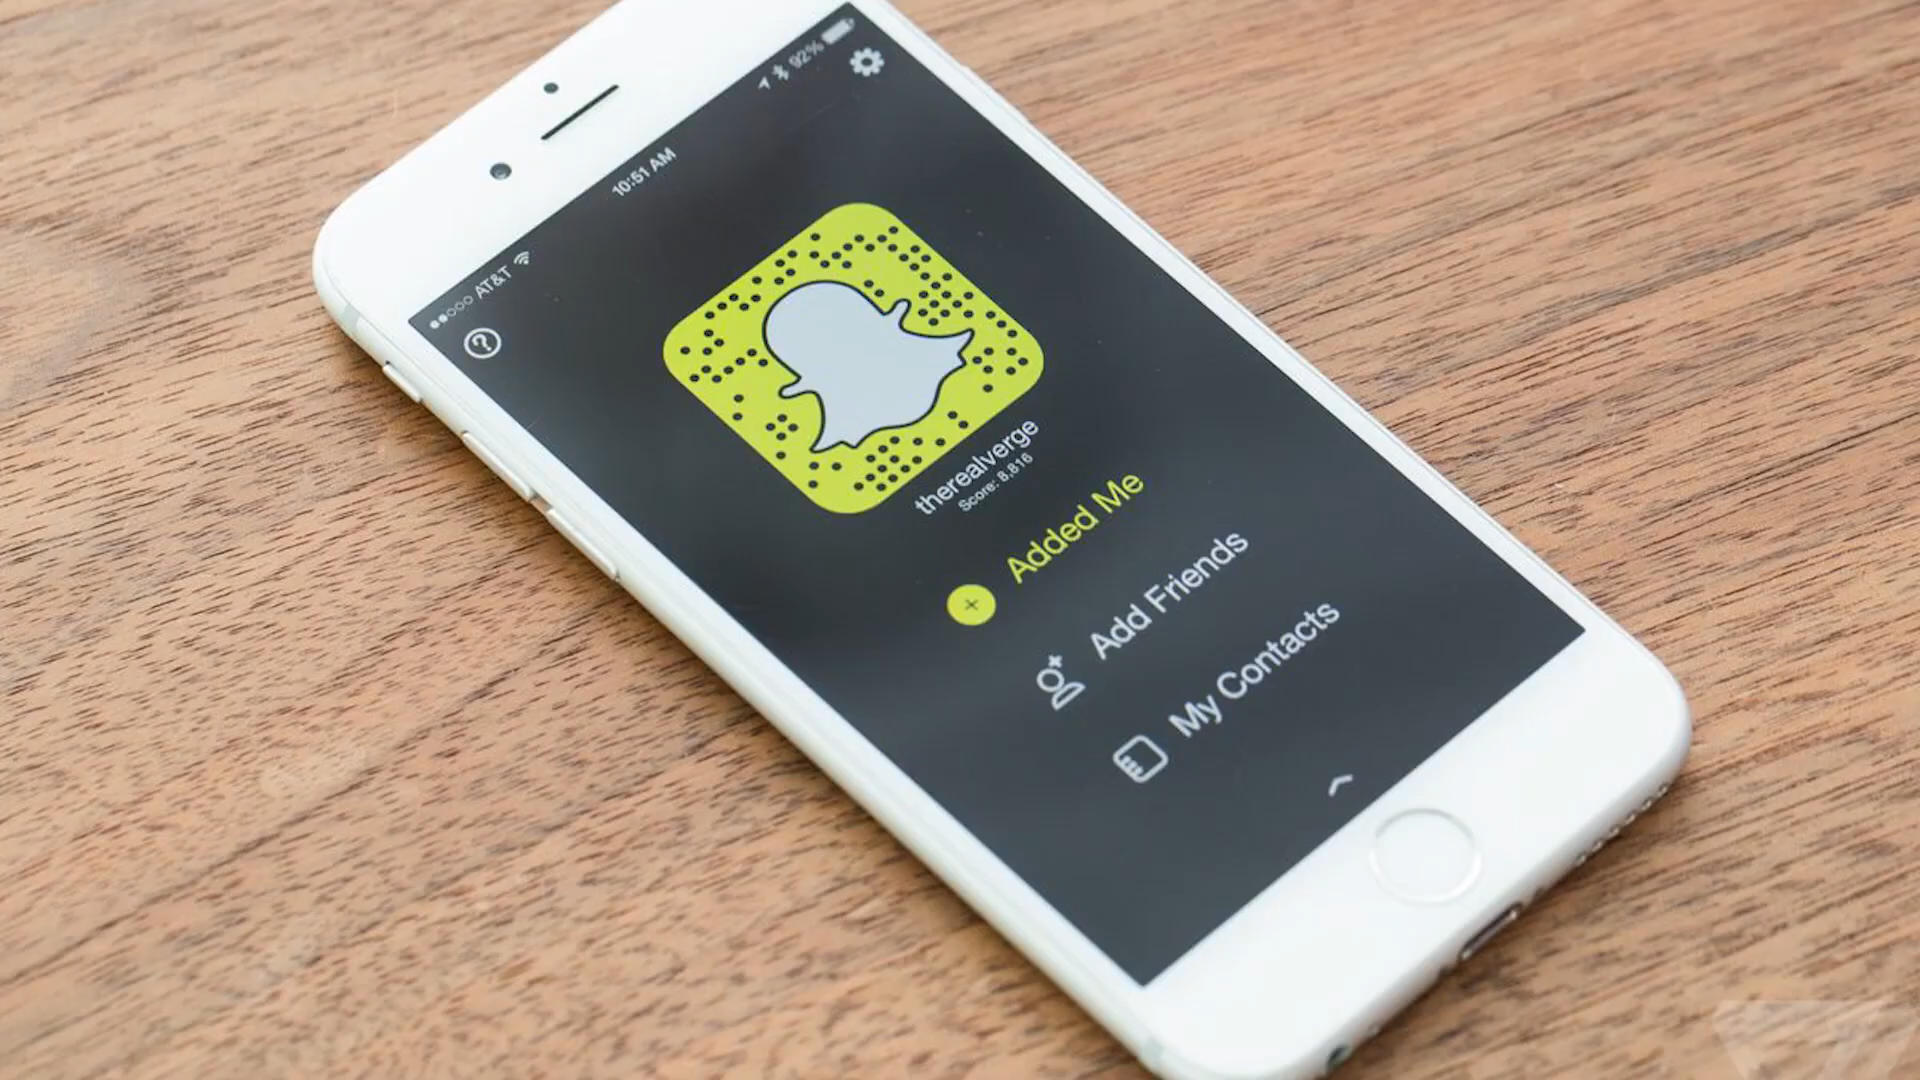 AT&T
10:51 AM
92%
therealverge
Score: 8,816
Added Me
Add Friends
My Contacts